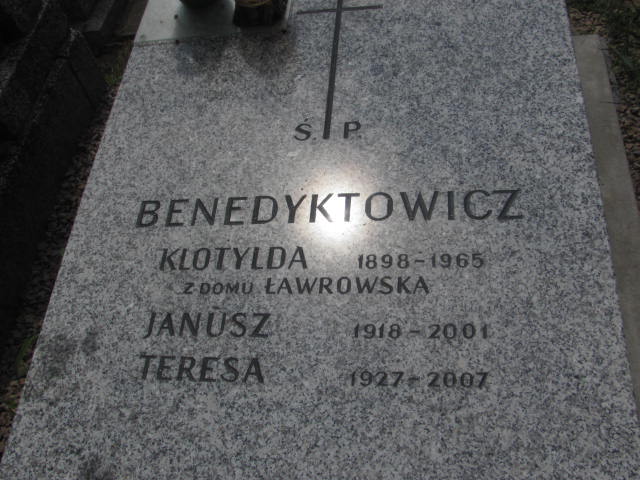 Ś. P.
BENEDYKTOWICZ
KLOTYLDA 1898-1965
Z DOMU ŁAWROWSKA
JANUSZ 1918-2001
TERESA 1927-2007